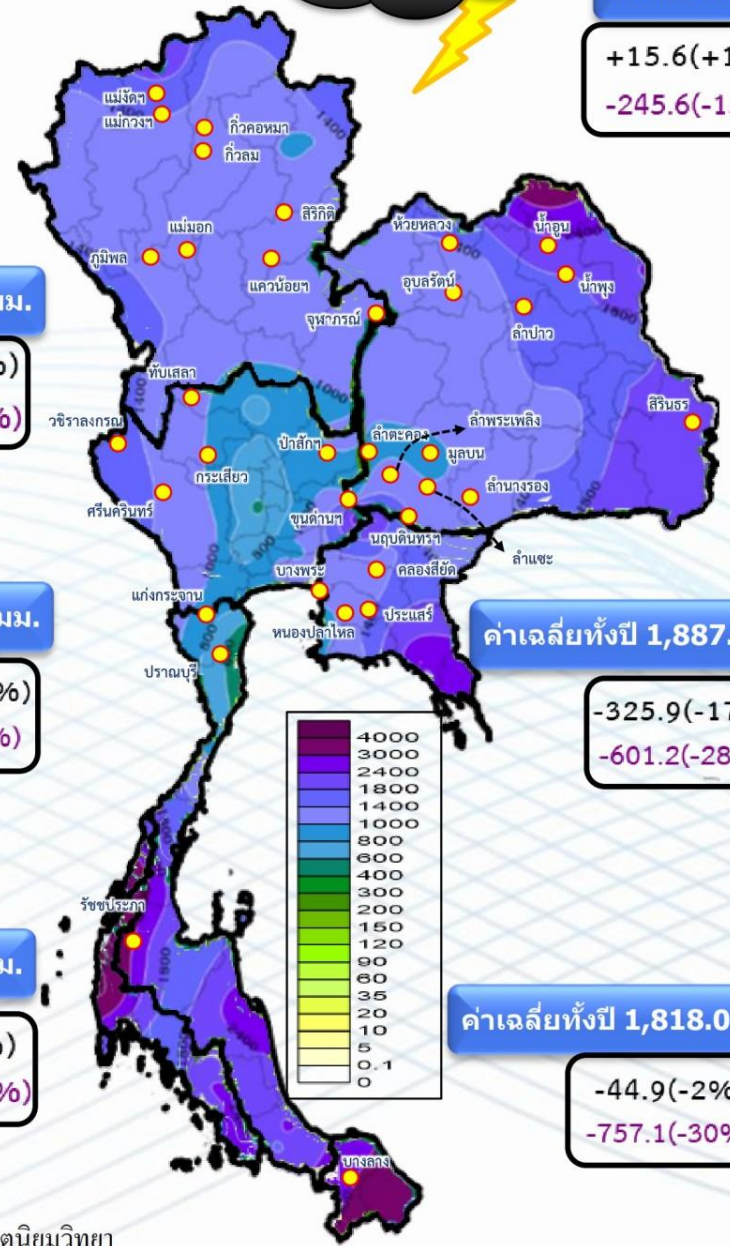 +15.6(+1
-245.6(-1
แม่งัดฯ
แม่กวงฯ
กิ่วคอหมา
กิ่วลม
1400
สิริกิติ์
แม่มอก
ภูมิพล
แควน้อยฯ
ห้วยหลวง
น้ำอูน
อุบลรัตน์
น้ำพุง
จุฬาภรณ์
ลำปาว
1800
มม.
%)
%)
ทับเสลา
1000
1400
วชิราลงกรณ
ป่าสักฯ
ลำตะคอง
ลำพระเพลิง
สิรินธร
มูลบน
กระเสียว
ศรีนครินทร์
ขุนด่านฯ
ลำนางรอง
นฤบดินทรฯ
ลำแซะ
800
บางพระ
คลองสียัด
แก่งกระจาน
หนองปลาไหล
ประแสร์
ปราณบุรี
มม.
%)
%)
ค่าเฉลี่ยทั้งปี 1,887.
-325.9(-17
-601.2(-28
4000
3000
2400
1800
1400
1000
800
600
400
300
200
150
120
90
60
35
20
10
5
0.1
0
รัชชประภา
1800
ม.
%)
%)
ค่าเฉลี่ยทั้งปี 1,818.0
-44.9(-2%
-757.1(-30%
บางลาง
ตุนิยมวิทยา